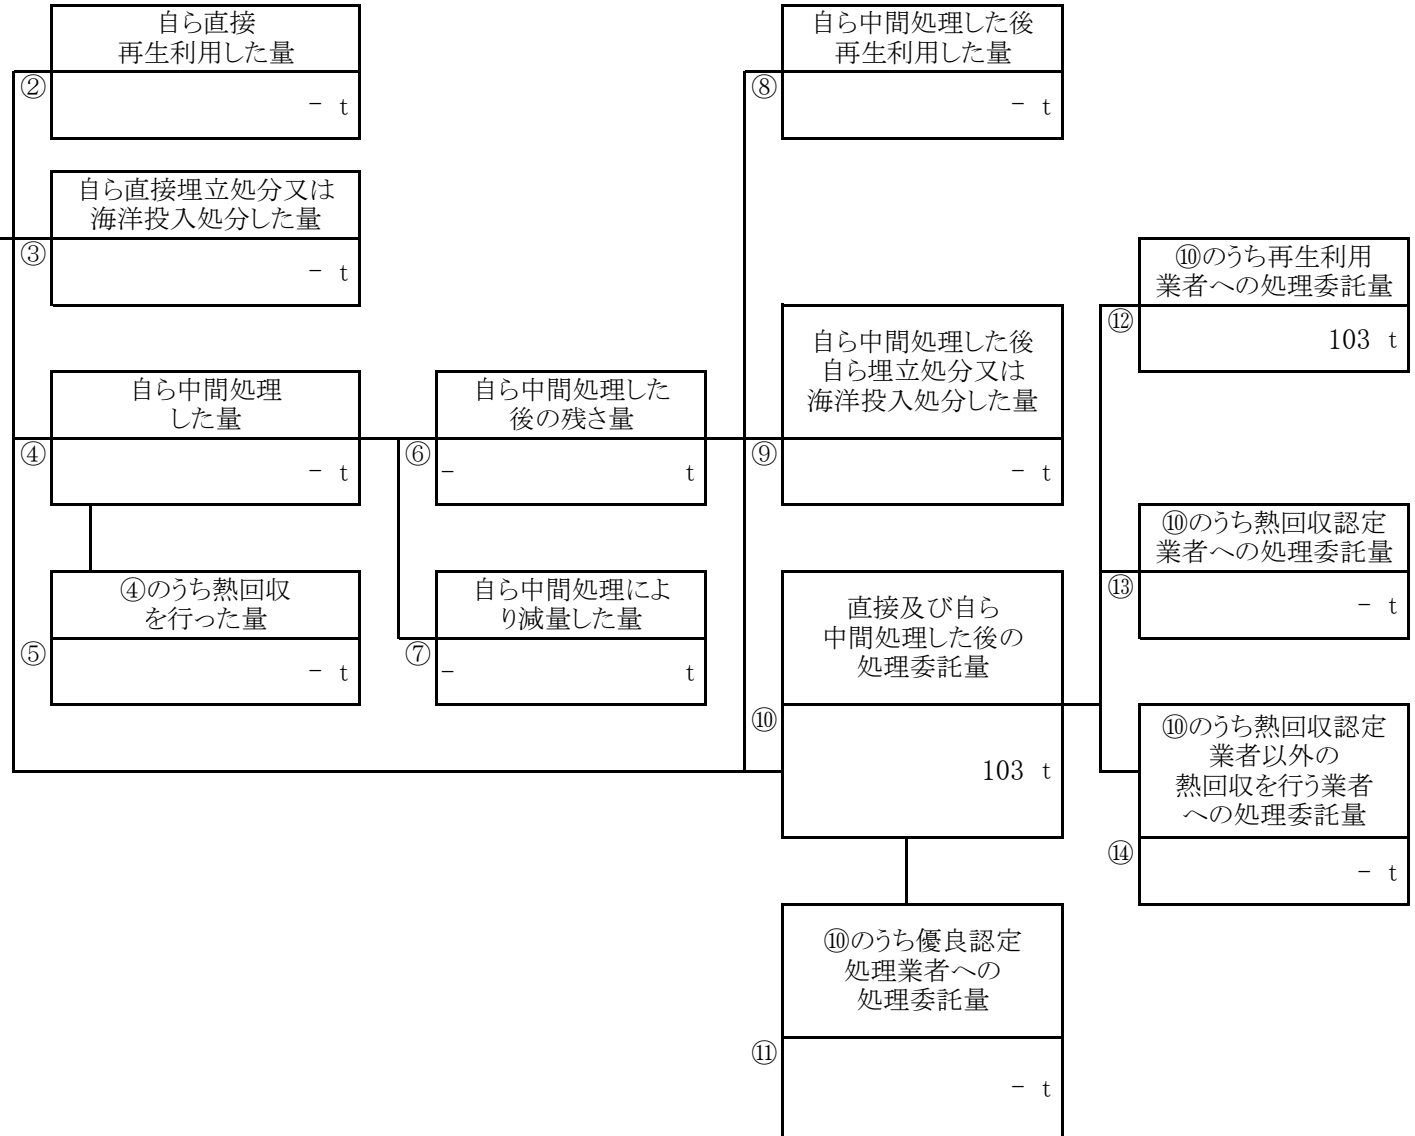 自ら直接
再生利用した量
②
－ t
自ら直接埋立処分又は
海洋投入処分した量
③
－ t
自ら中間処理
した量
④
－ t
④のうち熱回収
を行った量
⑤
－ t
自ら中間処理した
後の残さ量
⑥
－ t
自ら中間処理によ
り減量した量
⑦
－ t
自ら中間処理した後
再生利用した量
⑧
－ t
自ら中間処理した後
自ら埋立処分又は
海洋投入処分した量
⑨
－ t
直接及び自ら
中間処理した後の
処理委託量
⑩
103 t
⑩のうち優良認定
処理業者への
処理委託量
⑪
－ t
⑩のうち再生利用
業者への処理委託量
⑫
103 t
⑩のうち熱回収認定
業者への処理委託量
⑬
－ t
⑩のうち熱回収認定
業者以外の
熱回収を行う業者
への処理委託量
⑭
－ t